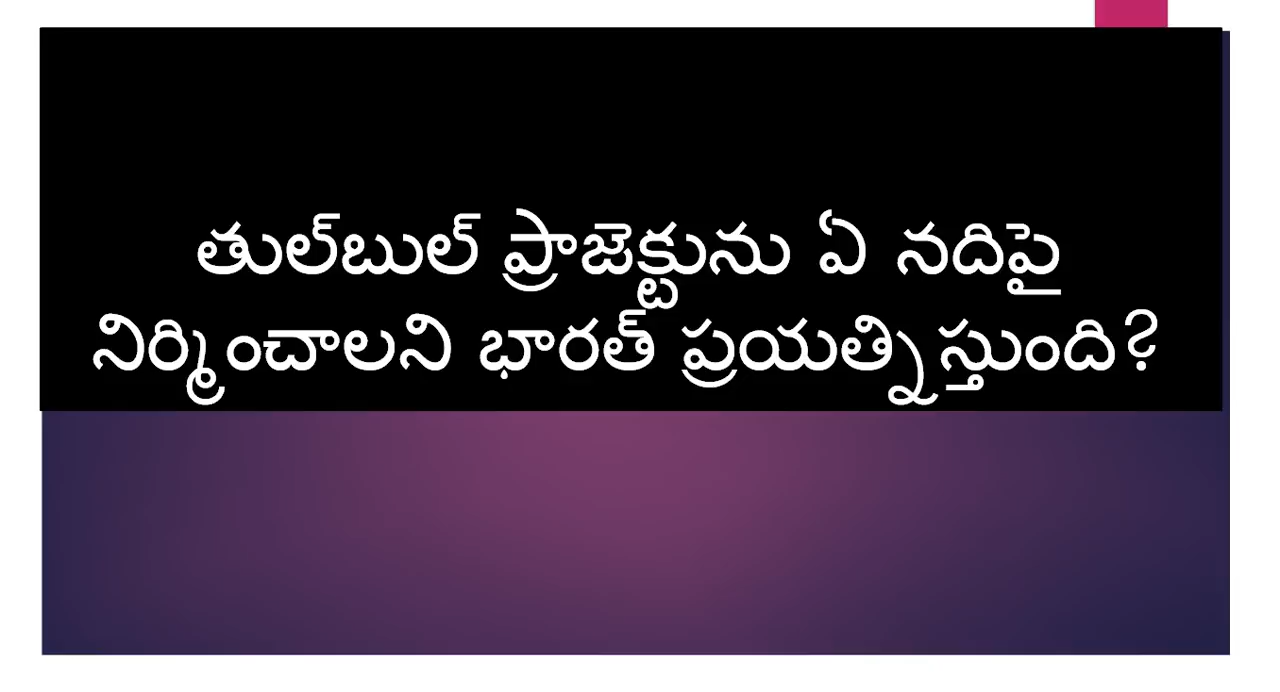 తుల్‌బుల్ ప్రాజెక్టును ఏ నదిపై
నిర్మించాలని భారత్ ప్రయత్నిస్తుంది?